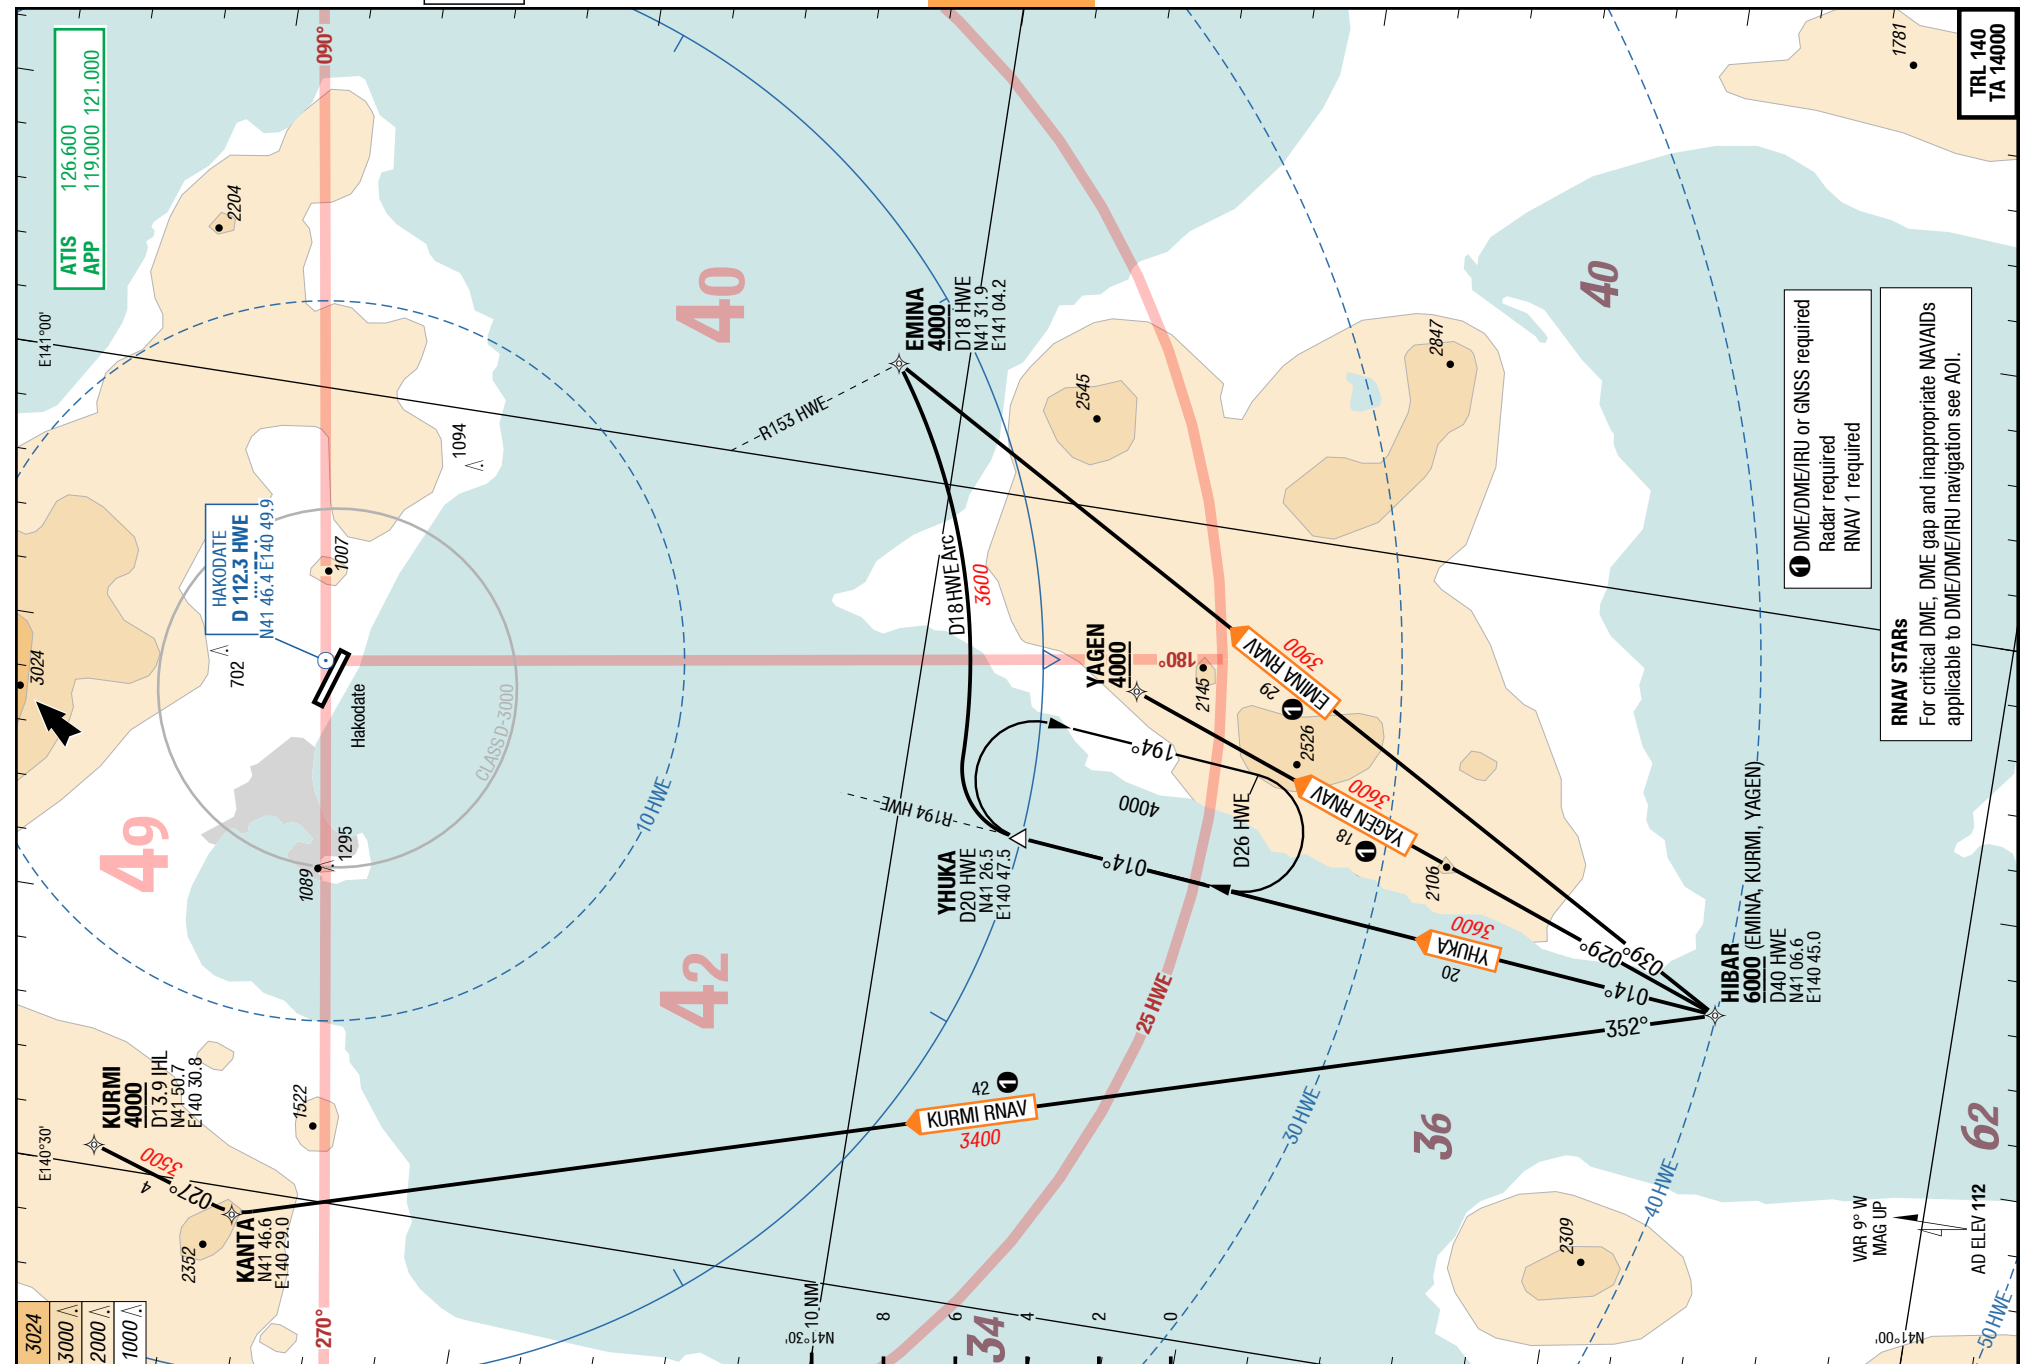 ATIS 126.600
APP 119.000 121.000
090°
TRL 140
TA 14000
1781
2204
E141°00'
40
EMINA
4000
D18 HWE
N41 31.9
E141 04.2
R153 HWE
40
2847
2545
1094
HAKODATE
D 112.3 HWE
N41 46.4 E140 49.9
1007
3024
702
Hakodate
CLASS D-3000
10 HWE
49
1089
1295
D18 HWE Arc
3600
YAGEN
4000
180°
2145
194°
4000
R194 HWE
D26 HWE
2526
EMINA RNAV
3900
29
1
YAGEN RNAV
3600
18
1
2106
YHUKA
D20 HWE
N41 26.5
E140 47.5
014°
YHUKA
3600
20
014°
029°
039°
352°
HIBAR
6000 (EMINA, KURMI, YAGEN)
D40 HWE
N41 06.6
E140 45.0
1 DME/DME/IRU or GNSS required
Radar required
RNAV 1 required
RNAV STARs
For critical DME, DME gap and inappropriate NAVAIDs
applicable to DME/DME/IRU navigation see AOI.
42
25 HWE
KURMI RNAV
3400
42
1
30 HWE
36
40 HWE
62
50 HWE
KURMI
4000
D13.9 IHL
N41 50.7
E140 30.8
1522
E140°30'
3500
4
027°
KANTA
N41 46.6
E140 29.0
2352
270°
3024
3000
2000
1000
N41°30'
10 NM
8
6
4
2
0
34
2309
VAR 9° W
MAG UP
AD ELEV 112
N41°00'